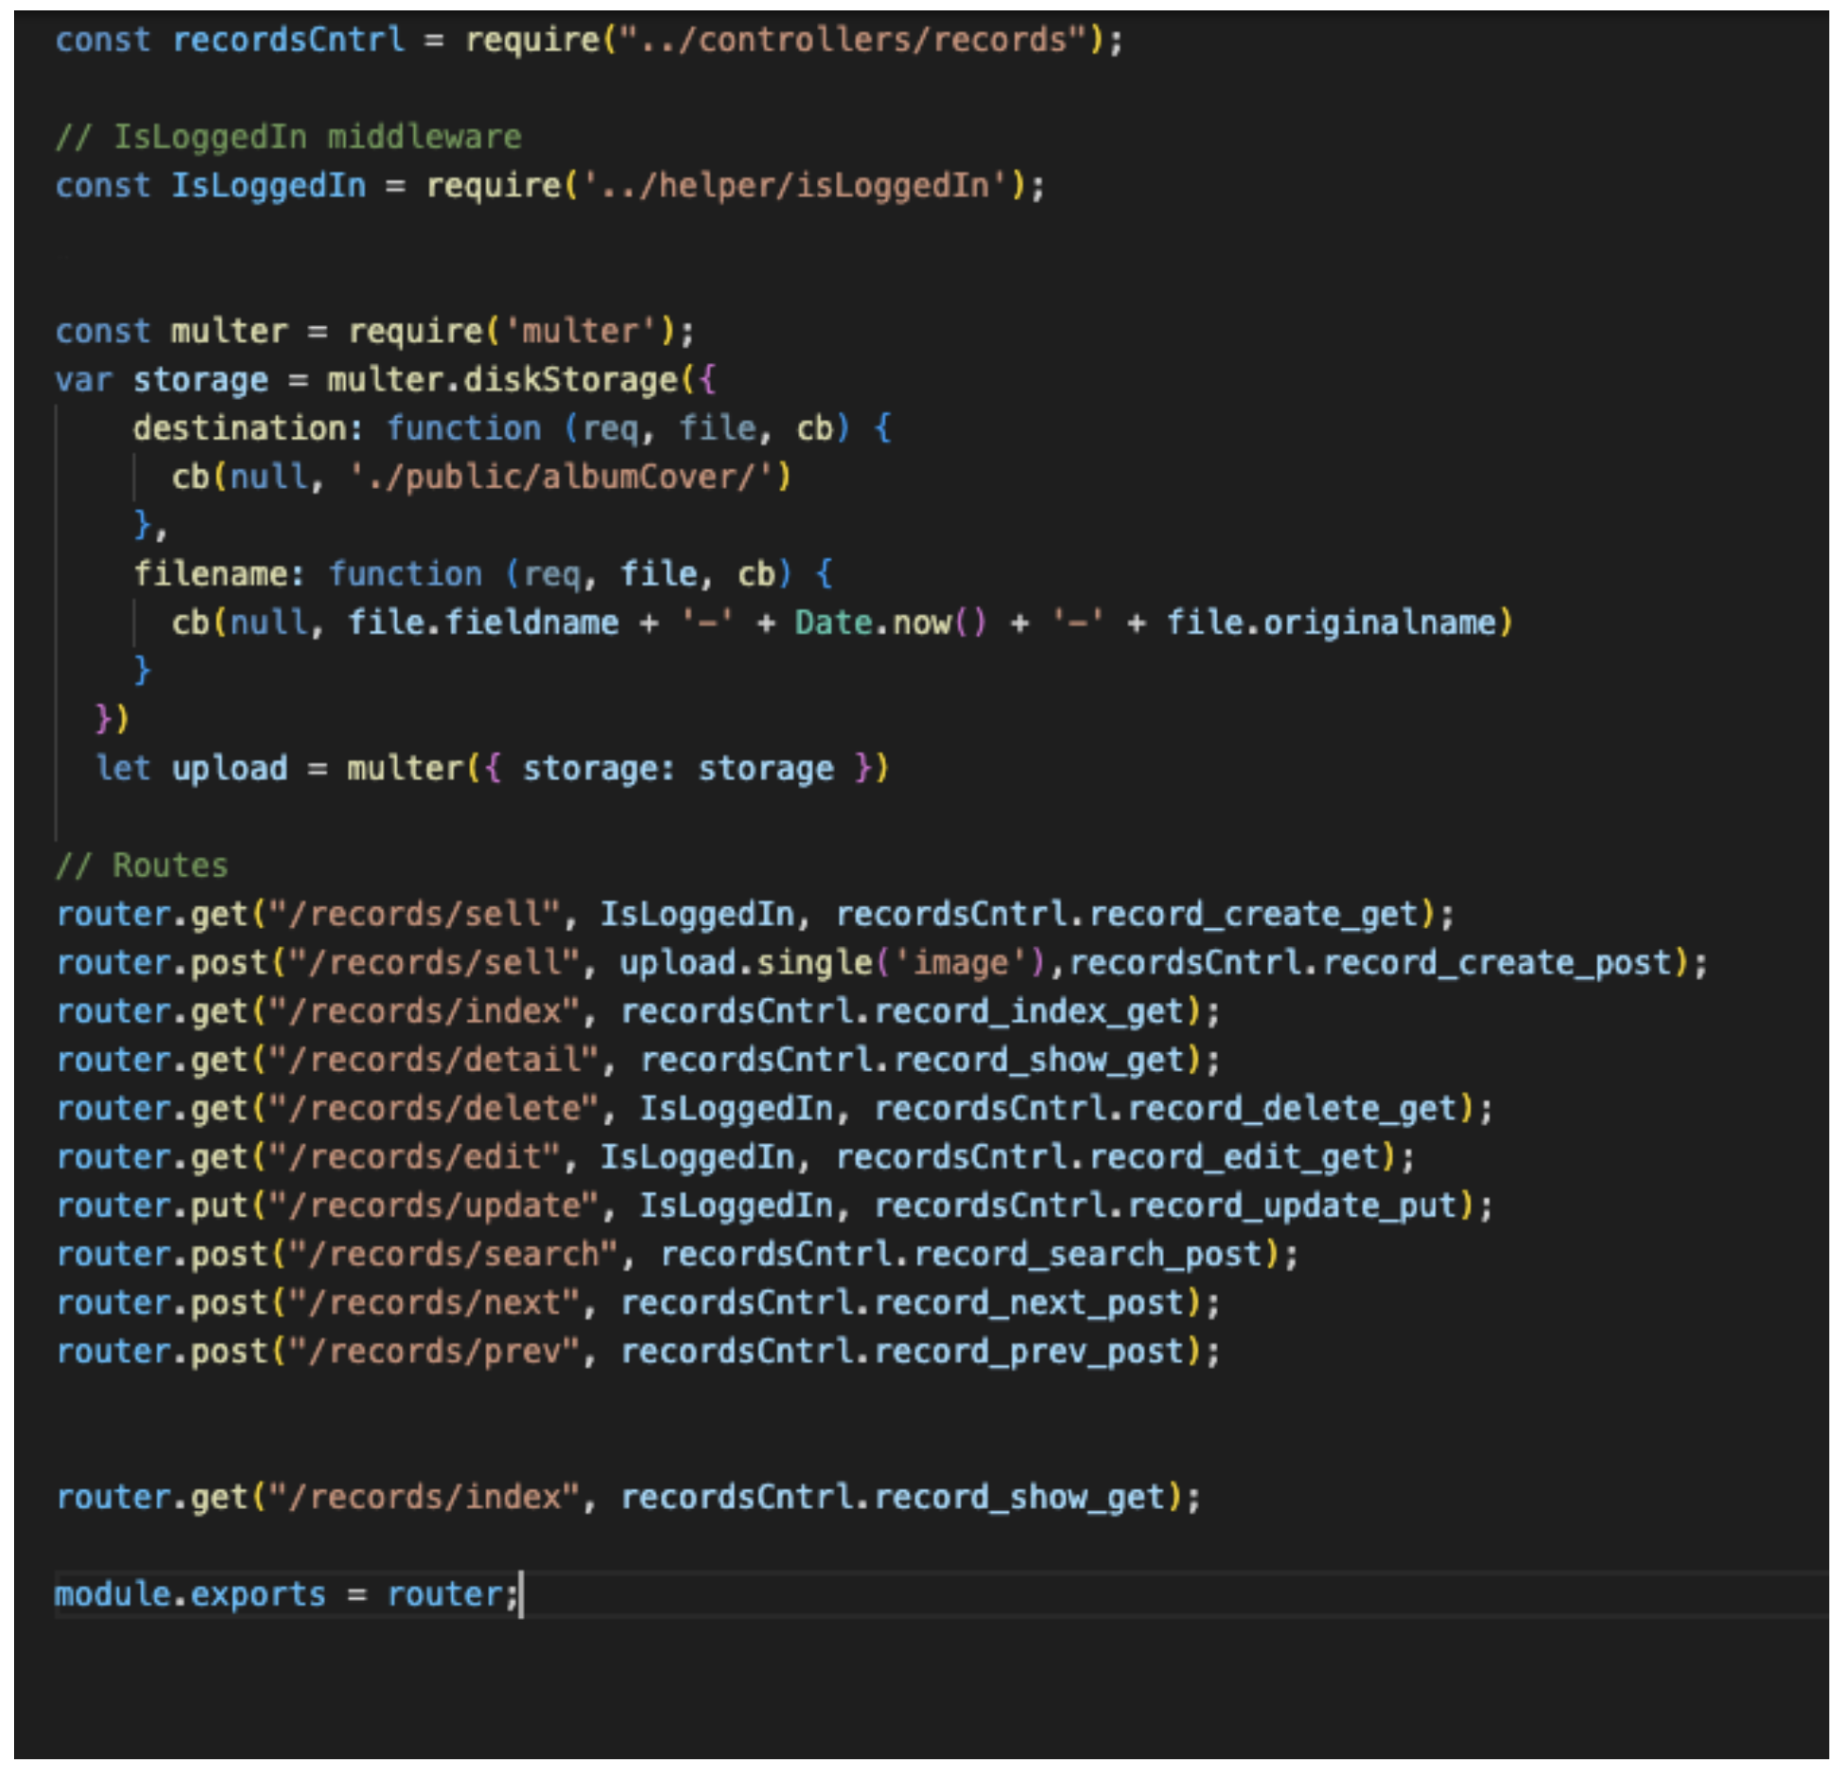 const recordsCntrl = require("../controllers/records");
// IsLoggedIn middleware
const IsLoggedIn = require('../helper/isLoggedIn');
const multer = require('multer');
var storage = multer.diskStorage({
destination: function (req, file, cb) {
cb(null, './public/albumCover/')
},
filename: function (req, file, cb) {
cb(null, file.fieldname + '-' + Date.now() + '-' + file.originalname)
}
})
let upload = multer({ storage: storage })
// Routes
router.get("/records/sell", IsLoggedIn, recordsCntrl.record_create_get);
router.post("/records/sell", upload.single('image'),recordsCntrl.record_create_post);
router.get("/records/index", recordsCntrl.record_index_get);
router.get("/records/detail", recordsCntrl.record_show_get);
router.get("/records/delete", IsLoggedIn, recordsCntrl.record_delete_get);
router.get("/records/edit", IsLoggedIn, recordsCntrl.record_edit_get);
router.put("/records/update", IsLoggedIn, recordsCntrl.record_update_put);
router.post("/records/search", recordsCntrl.record_search_post);
router.post("/records/next", recordsCntrl.record_next_post);
router.post("/records/prev", recordsCntrl.record_prev_post);
router.get("/records/index", recordsCntrl.record_show_get);
module.exports = router;